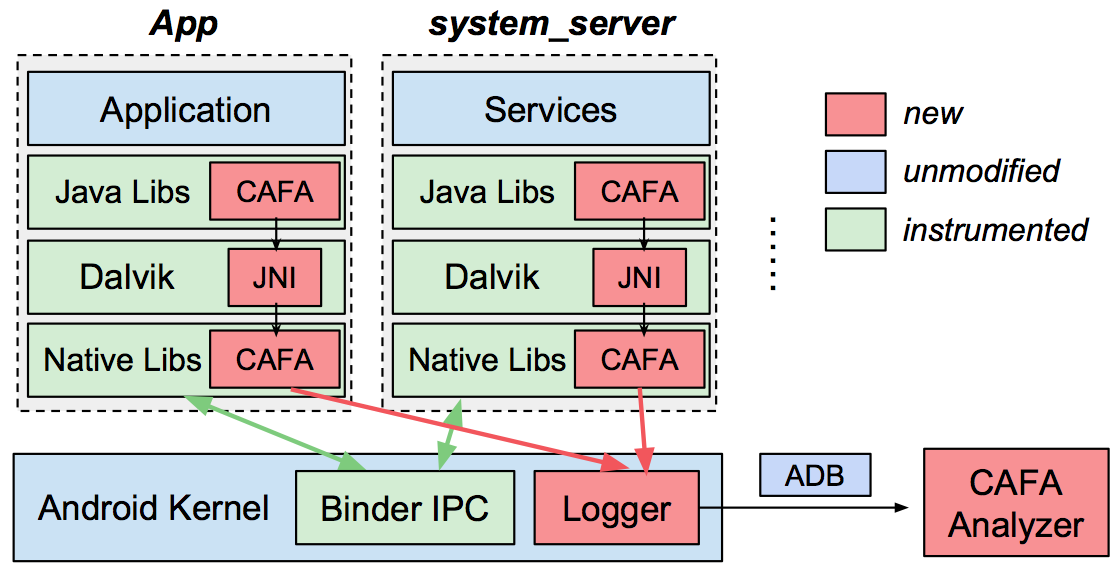 App
system_server
Application
Services
new
unmodified
instrumented
Java Libs
CAFA
Java Libs
CAFA
Dalvik
JNI
Dalvik
JNI
Native Libs
CAFA
Native Libs
CAFA
Android Kernel
Binder IPC
Logger
ADB
CAFA
Analyzer